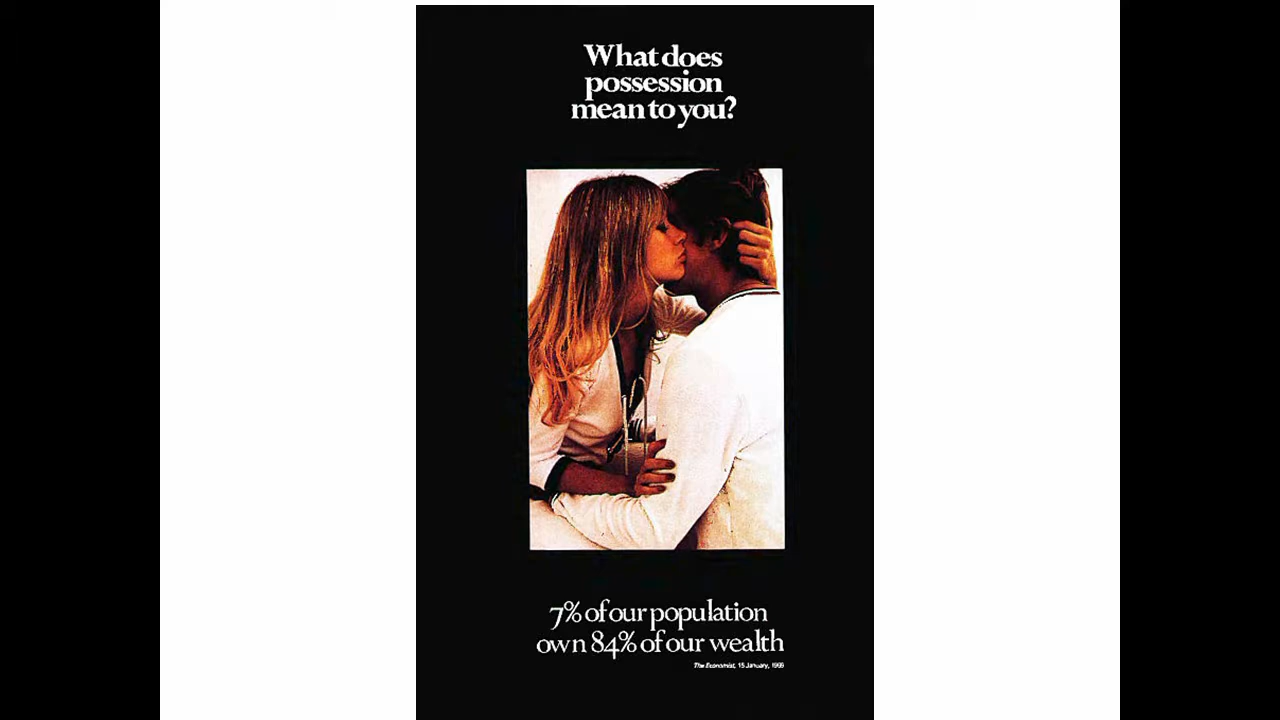 What does
possession
mean to you?
7% of our population
own 84% of our wealth
The Economist, 15 January, 1966